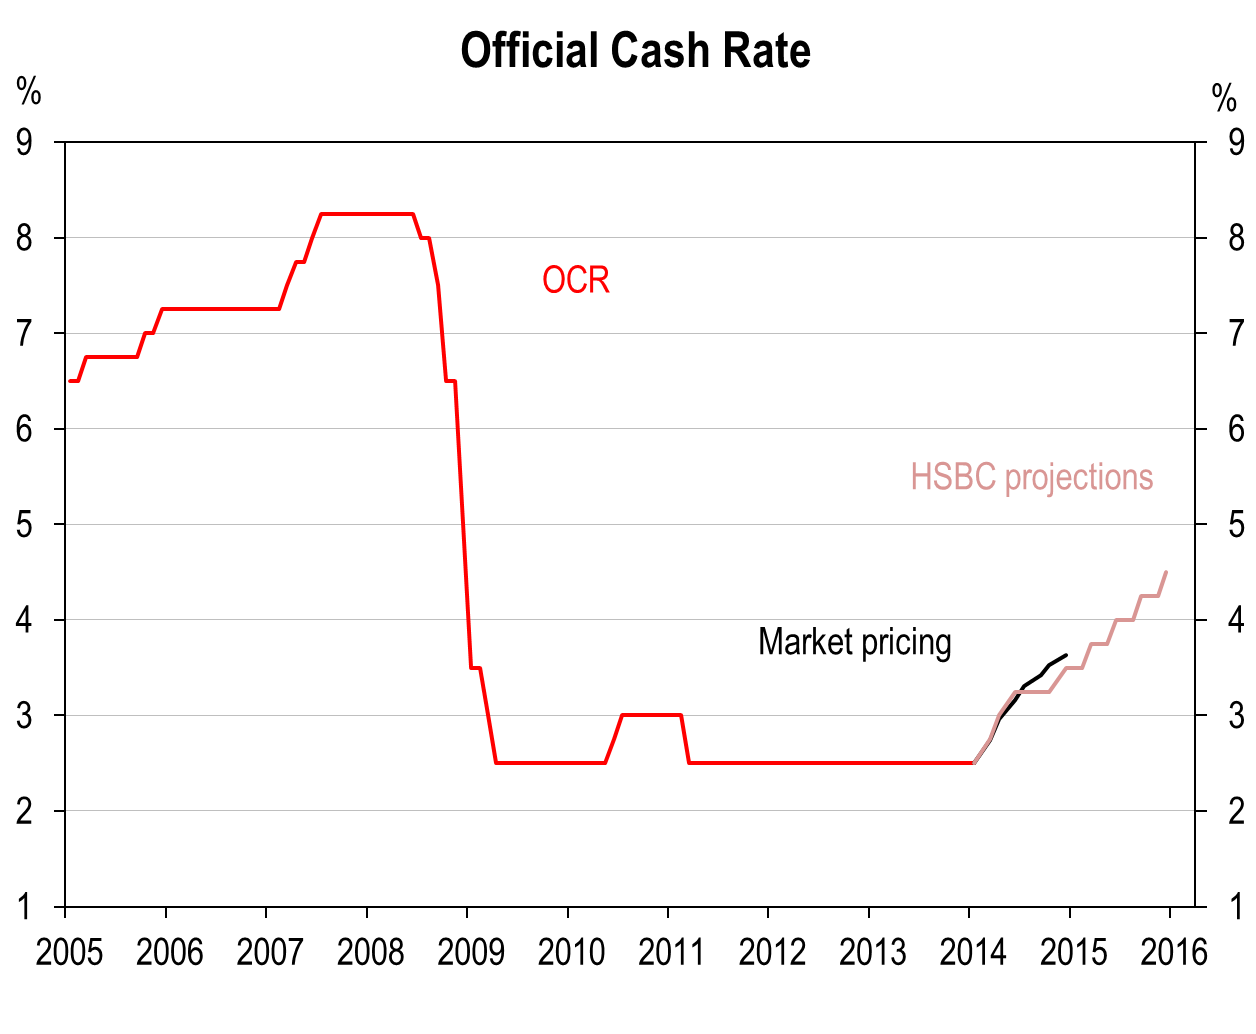 Official Cash Rate
% %
9 9
8 8
OCR
7 7
6 6
HSBC projections
5 5
4 4
Market pricing
3 3
2 2
1 1
2005 2006 2007 2008 2009 2010 2011 2012 2013 2014 2015 2016